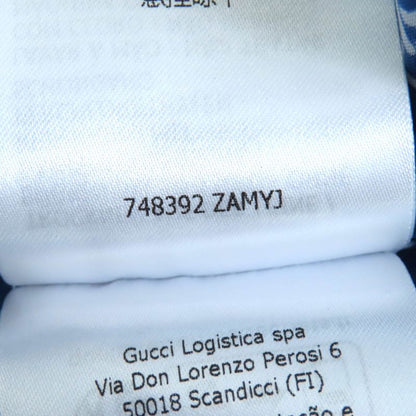 748392 ZAMYJ
Gucci Logistica spa
Via Don Lorenzo Perosi 6
50018 Scandicci (FI)